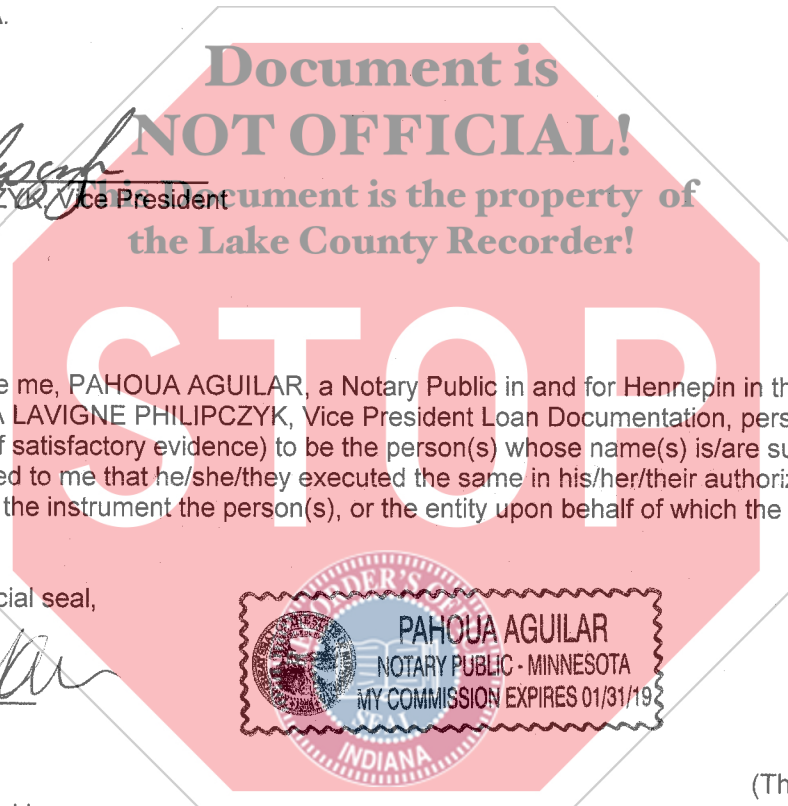 A.
Document is
NOT OFFICIAL!
This Document is the property of
ZYK, Vice President
the Lake County Recorder!
STOP
e me, PAHOUA AGUILAR, a Notary Public in and for Hennepin in th
A LAVIGNE PHILIPCZYK, Vice President Loan Documentation, pers
f satisfactory evidence) to be the person(s) whose name(s) is/are su
ed to me that he/she/they executed the same in his/her/their authoriz
the instrument the person(s), or the entity upon behalf of which the
cial seal,
PAHOUA AGUILAR
NOTARY PUBLIC - MINNESOTA
MY COMMISSION EXPIRES 01/31/19
ORDER'S OF
SEAL
INDIANA
(Th